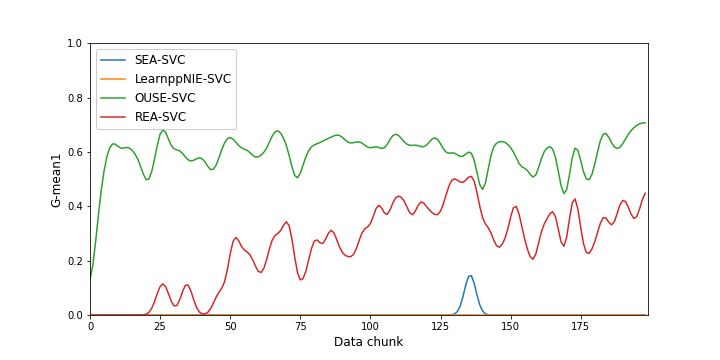 SEA-SVC
LearnppNIE-SVC
OUSE-SVC
REA-SVC
G-mean1
1.0
0.8
0.6
0.4
0.2
0.0
0 25 50 75 100 125 150 175
Data chunk